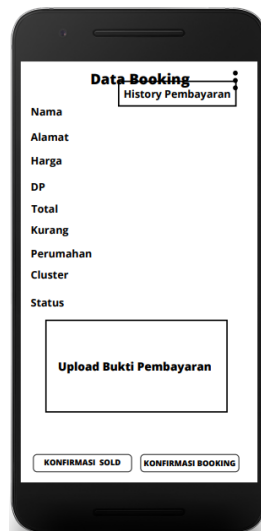 Data Booking
History Pembayaran
Nama
Alamat
Harga
DP
Total
Kurang
Perumahan
Cluster
Status
Upload Bukti Pembayaran
KONFIRMASI SOLD
KONFIRMASI BOOKING